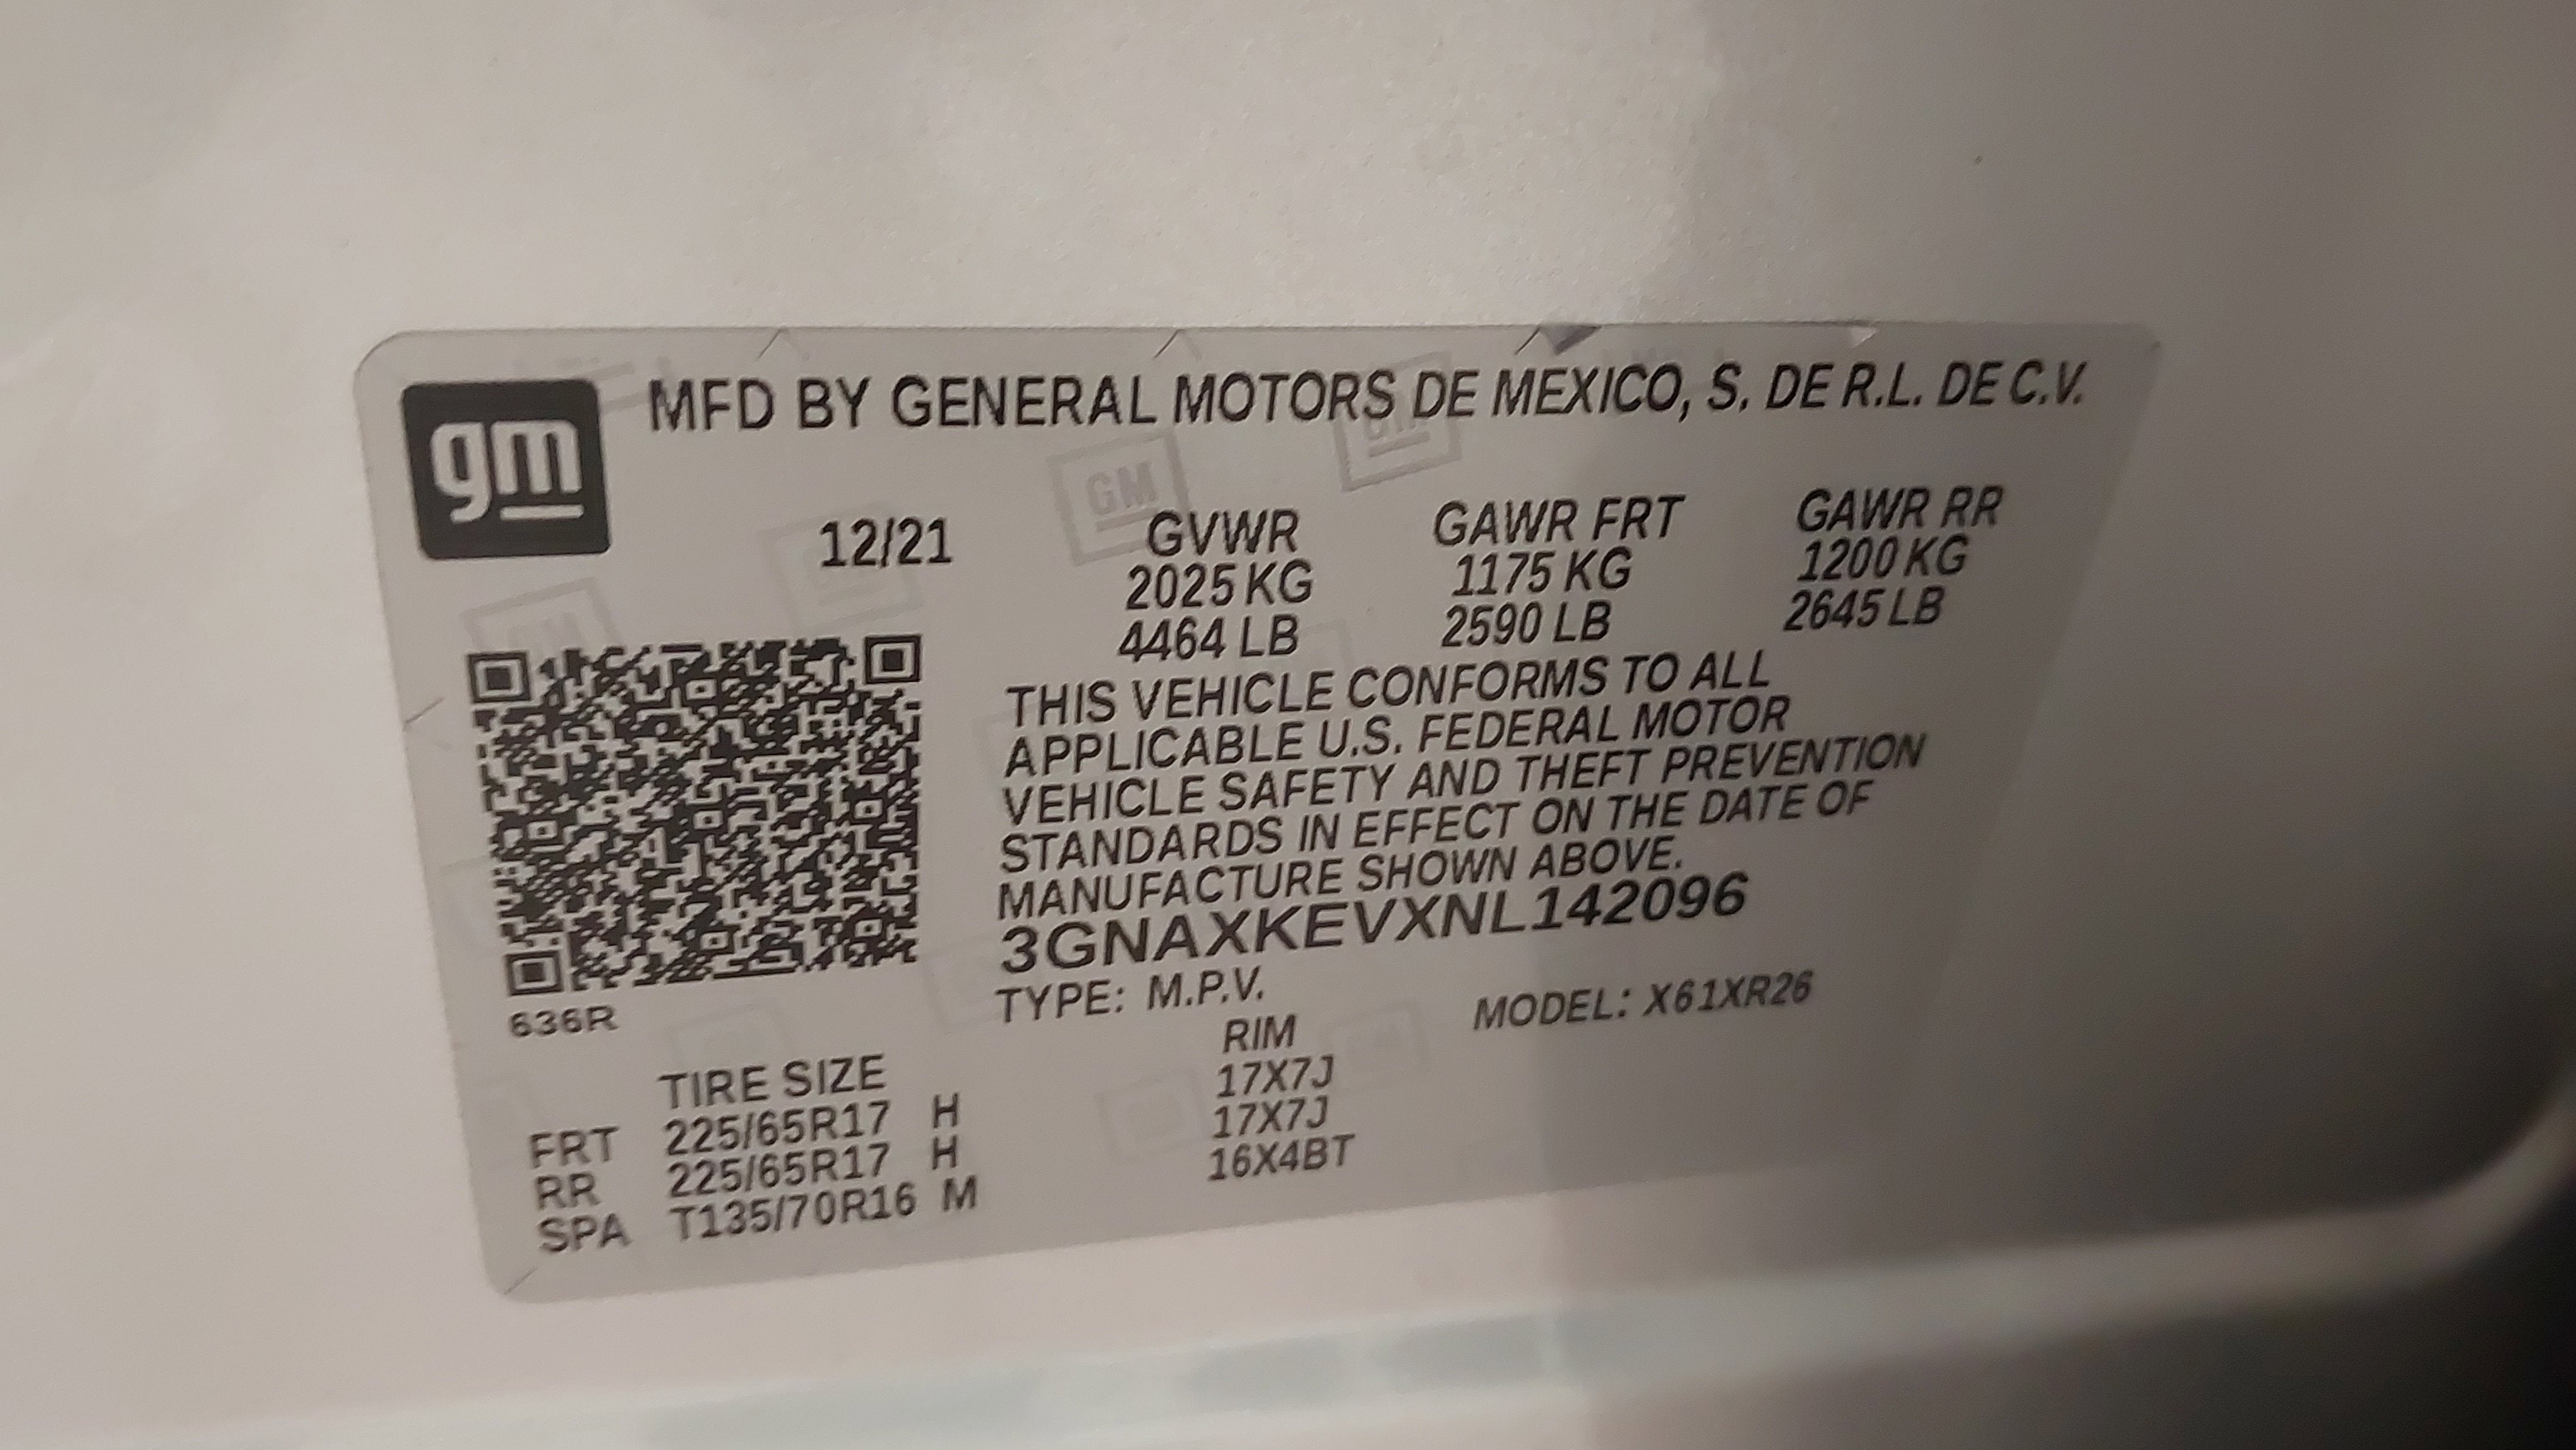 gm
MFD BY GENERAL MOTORS DE MEXICO, S. DE R.L. DE C.V.
12/21 GVWR GAWR FRT GAWR RR
2025 KG 1175 KG 1200 KG
4464 LB 2590 LB 2645 LB
THIS VEHICLE CONFORMS TO ALL
APPLICABLE U.S. FEDERAL MOTOR
VEHICLE SAFETY AND THEFT PREVENTION
STANDARDS IN EFFECT ON THE DATE OF
MANUFACTURE SHOWN ABOVE.
3GNAXKEVXNL142096
TYPE: M.P.V. MODEL: X61XR26
636R
TIRE SIZE RIM
FRT 225/65R17 H 17X7J
RR 225/65R17 H 17X7J
SPA T135/70R16 M 16X4BT
GM
GM